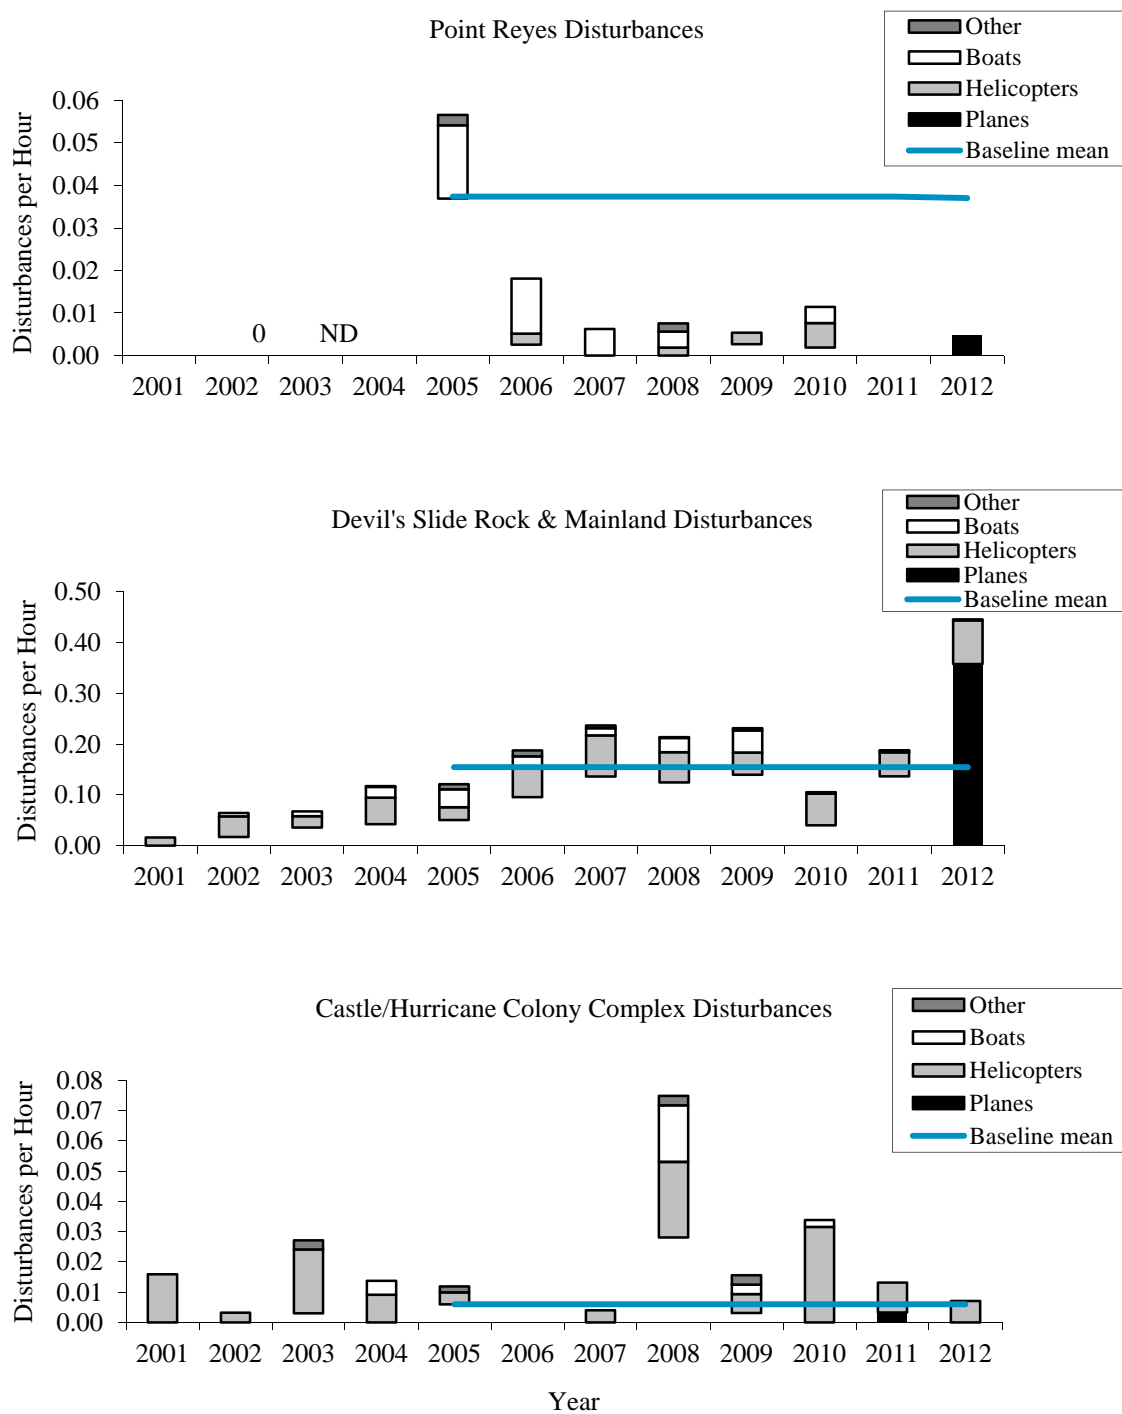 Point Reyes Disturbances
Other
Boats
Helicopters
Planes
Baseline mean
Disturbances per Hour
0.06
0.05
0.04
0.03
0.02
0.01
0.00
0 ND
2001 2002 2003 2004 2005 2006 2007 2008 2009 2010 2011 2012
Devil's Slide Rock & Mainland Disturbances
Other
Boats
Helicopters
Planes
Baseline mean
Disturbances per Hour
0.50
0.40
0.30
0.20
0.10
0.00
2001 2002 2003 2004 2005 2006 2007 2008 2009 2010 2011 2012
Castle/Hurricane Colony Complex Disturbances
Other
Boats
Helicopters
Planes
Baseline mean
Disturbances per Hour
0.08
0.07
0.06
0.05
0.04
0.03
0.02
0.01
0.00
2001 2002 2003 2004 2005 2006 2007 2008 2009 2010 2011 2012
Year